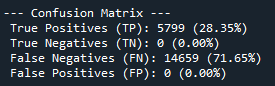 --- Confusion Matrix ---
True Positives (TP): 5799 (28.35%)
True Negatives (TN): 0 (0.00%)
False Negatives (FN): 14659 (71.65%)
False Positives (FP): 0 (0.00%)